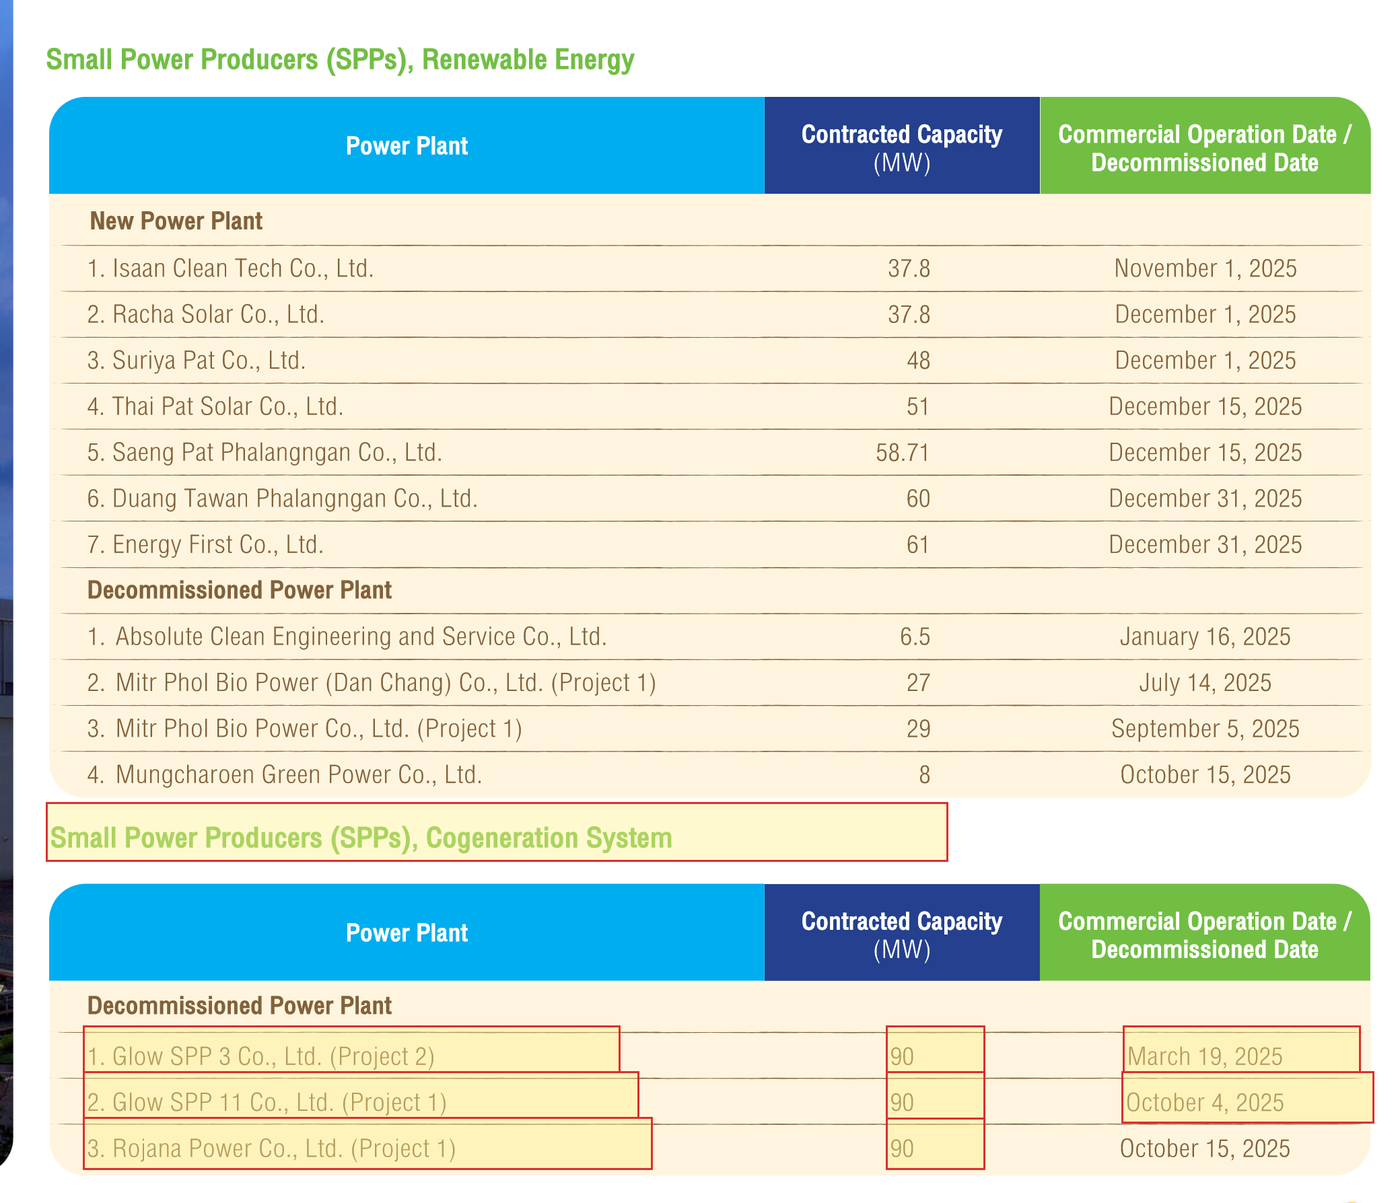 Small Power Producers (SPPs), Renewable Energy
Power Plant Contracted Capacity (MW) Commercial Operation Date / Decommissioned Date
New Power Plant
1. Isaan Clean Tech Co., Ltd. 37.8 November 1, 2025
2. Racha Solar Co., Ltd. 37.8 December 1, 2025
3. Suriya Pat Co., Ltd. 48 December 1, 2025
4. Thai Pat Solar Co., Ltd. 51 December 15, 2025
5. Saeng Pat Phalangngan Co., Ltd. 58.71 December 15, 2025
6. Duang Tawan Phalangngan Co., Ltd. 60 December 31, 2025
7. Energy First Co., Ltd. 61 December 31, 2025
Decommissioned Power Plant
1. Absolute Clean Engineering and Service Co., Ltd. 6.5 January 16, 2025
2. Mitr Phol Bio Power (Dan Chang) Co., Ltd. (Project 1) 27 July 14, 2025
3. Mitr Phol Bio Power Co., Ltd. (Project 1) 29 September 5, 2025
4. Mungcharoen Green Power Co., Ltd. 8 October 15, 2025
Small Power Producers (SPPs), Cogeneration System
Power Plant Contracted Capacity (MW) Commercial Operation Date / Decommissioned Date
Decommissioned Power Plant
1. Glow SPP 3 Co., Ltd. (Project 2) 90 March 19, 2025
2. Glow SPP 11 Co., Ltd. (Project 1) 90 October 4, 2025
3. Rojana Power Co., Ltd. (Project 1) 90 October 15, 2025